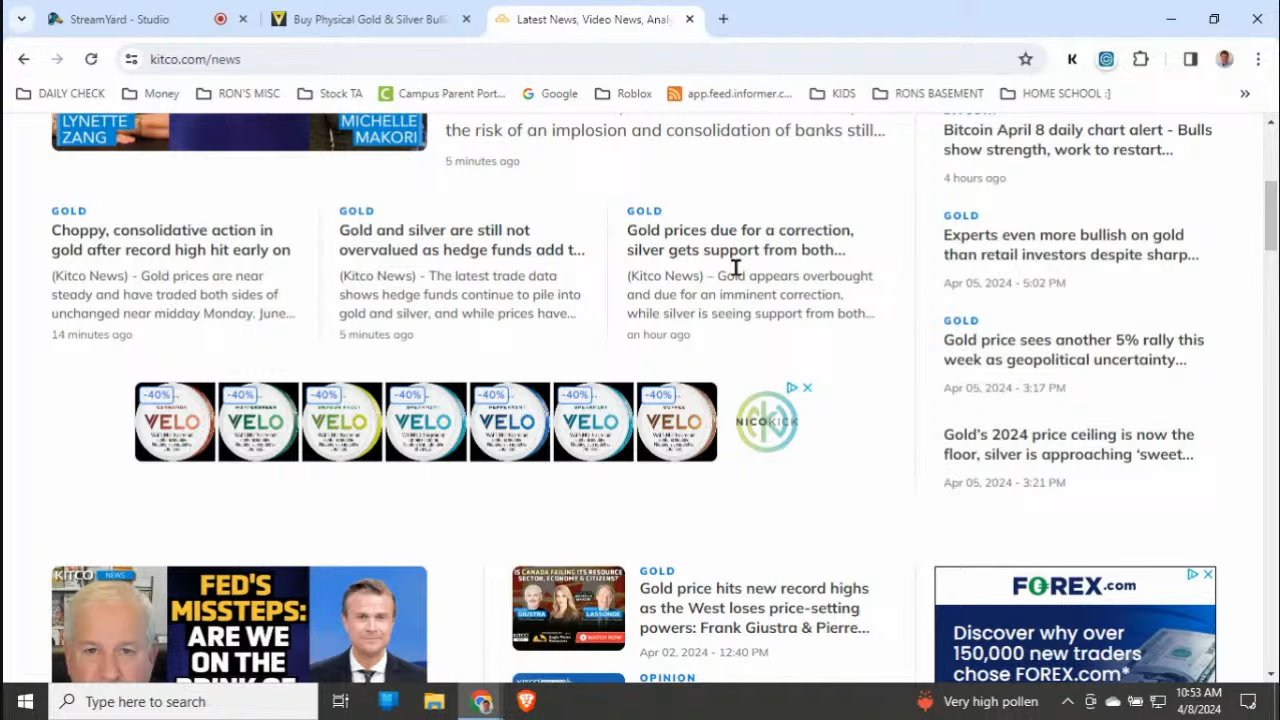 StreamYard - Studio
Buy Physical Gold & Silver Bulli
Latest News, Video News, Anal
kitco.com/news
K
DAILY CHECK
Money
RON'S MISC
Stock TA
Campus Parent Port...
Google
Roblox
app.feed.informer.c...
KIDS
RONS BASEMENT
HOME SCHOOL :]
LYNETTE
ZANG
MICHELLE
MAKORI
the risk of an implosion and consolidation of banks still...
5 minutes ago
GOLD
Choppy, consolidative action in
gold after record high hit early on
(Kitco News) - Gold prices are near
steady and have traded both sides of
unchanged near midday Monday. June...
14 minutes ago
GOLD
Gold and silver are still not
overvalued as hedge funds add t...
(Kitco News) - The latest trade data
shows hedge funds continue to pile into
gold and silver, and while prices have...
5 minutes ago
GOLD
Gold prices due for a correction,
silver gets support from both...
(Kitco News) – Gold appears overbought
and due for an imminent correction,
while silver is seeing support from both...
an hour ago
Bitcoin April 8 daily chart alert - Bulls
show strength, work to restart...
4 hours ago
GOLD
Experts even more bullish on gold
than retail investors despite sharp...
Apr 05, 2024 - 5:02 PM
GOLD
Gold price sees another 5% rally this
week as geopolitical uncertainty...
Apr 05, 2024 - 3:17 PM
Gold's 2024 price ceiling is now the
floor, silver is approaching 'sweet...
Apr 05, 2024 - 3:21 PM
-40% -40% -40% -40% -40% -40% -40%
VELO VELO VELO VELO VELO VELO VELO
NICOKICK
KITCO NEWS
FED'S
MISSTEPS:
ARE WE
ON THE
IS CANADA FAILING ITS RESOURCE
SECTOR, ECONOMY & CITIZENS?
GIUSTRA
LASSONDE
WATCH NOW
GOLD
Gold price hits new record highs
as the West loses price-setting
powers: Frank Giustra & Pierre...
Apr 02, 2024 - 12:40 PM
OPINION
FOREX.com
Discover why over
150,000 new traders
chose FOREX.com*
Type here to search
Very high pollen
10:53 AM
4/8/2024